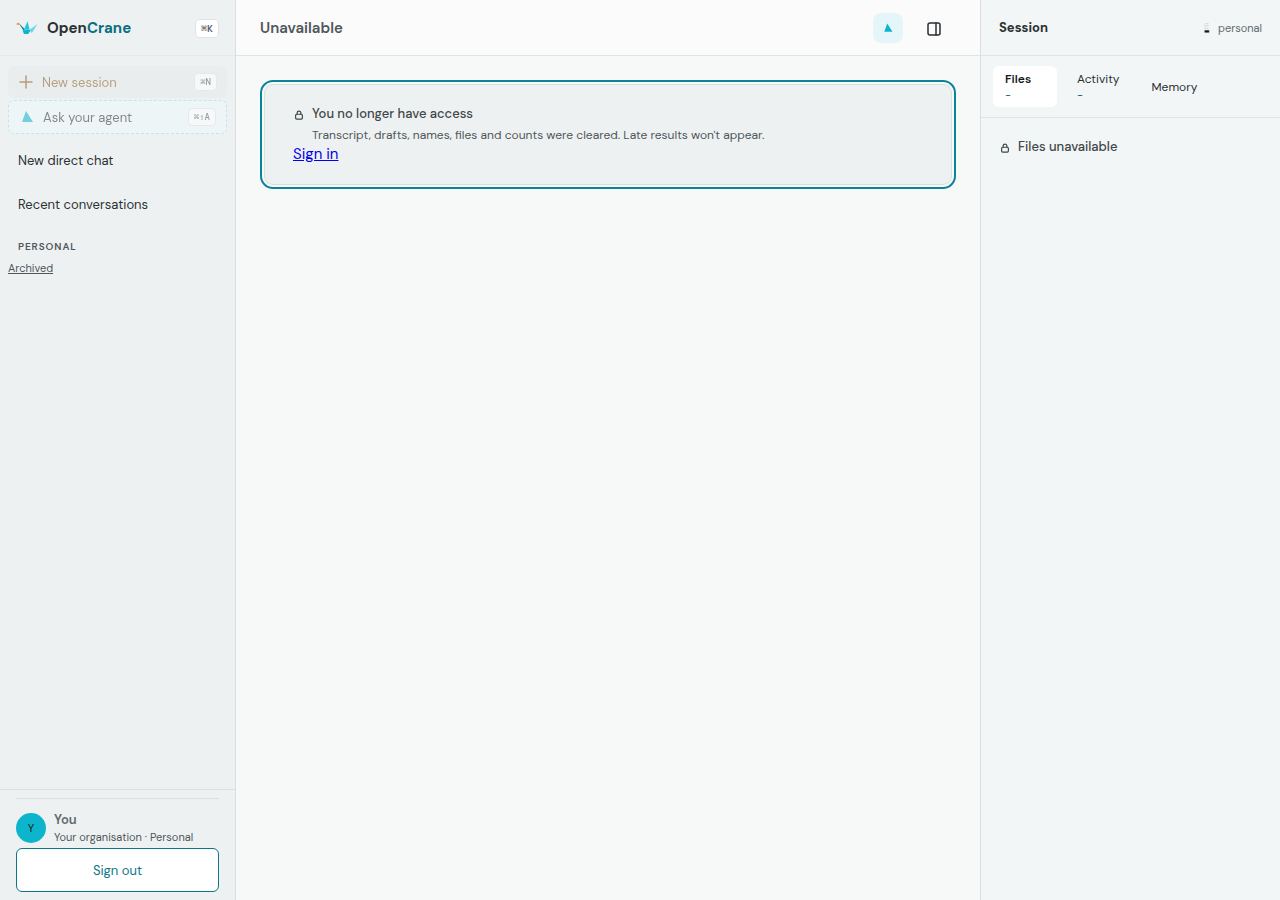 OpenCrane ⌘K
New session ⌘N
Ask your agent ⌘⇧A
New direct chat
Recent conversations
PERSONAL
Archived
You
Y
Your organisation · Personal
Sign out
Unavailable
You no longer have access
Transcript, drafts, names, files and counts were cleared. Late results won't appear.
Sign in
Session personal
Files
–
Activity
–
Memory
Files unavailable